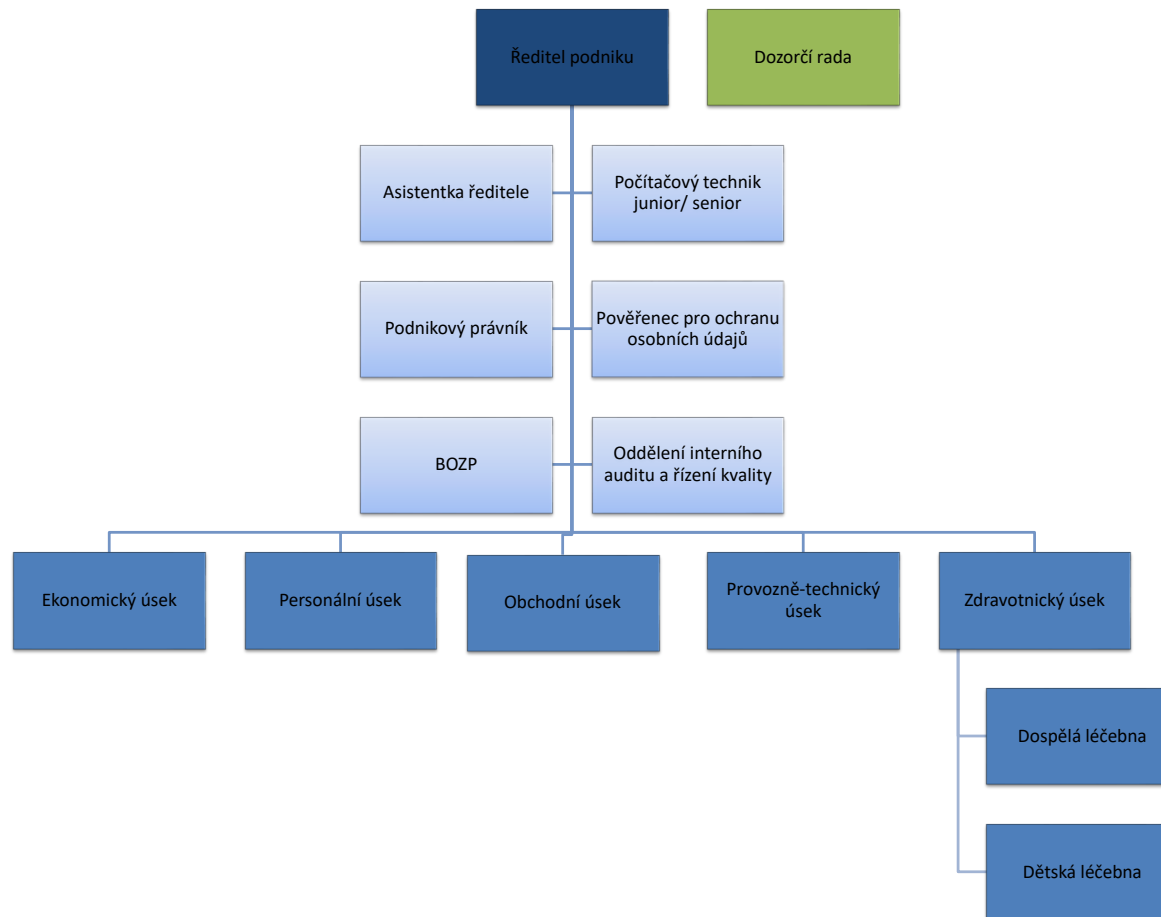 Ředitel podniku
Dozorčí rada
Asistentka ředitele
Počítačový technik
junior/ senior
Podnikový právník
Pověřenec pro ochranu
osobních údajů
BOZP
Oddělení interního
auditu a řízení kvality
Ekonomický úsek
Personální úsek
Obchodní úsek
Provozně-technický
úsek
Zdravotnický úsek
Dospělá léčebna
Dětská léčebna